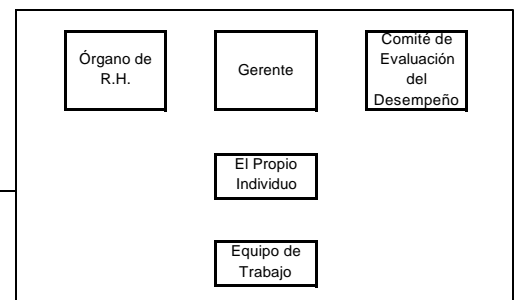 Órgano de
R.H.
Gerente
Comité de
Evaluación
del
Desempeño
El Propio
Individuo
Equipo de
Trabajo